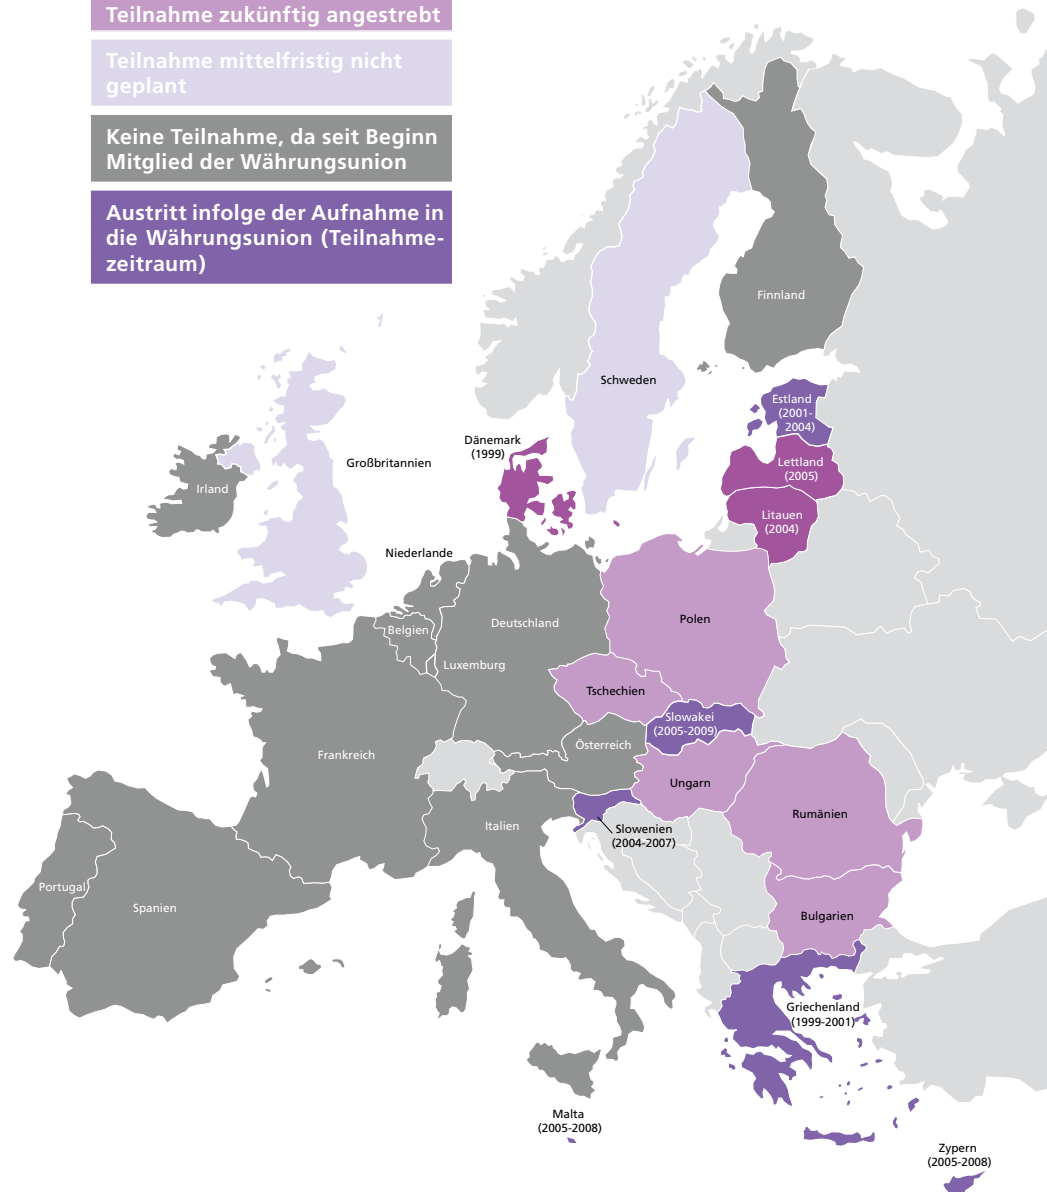 Teilnahme zukünftig angestrebt
Teilnahme mittelfristig nicht
geplant
Keine Teilnahme, da seit Beginn
Mitglied der Währungsunion
Austritt infolge der Aufnahme in
die Währungsunion (Teilnahme-
zeitraum)
Finnland
Schweden
Estland
(2001-
2004)
Dänemark
(1999)
Großbritannien
Lettland
(2005)
Irland
Litauen
(2004)
Niederlande
Polen
Deutschland
Belgien
Luxemburg
Tschechien
Slowakei
(2005-2009)
Österreich
Frankreich
Ungarn
Rumänien
Italien
Slowenien
(2004-2007)
Portugal
Spanien
Bulgarien
Griechenland
(1999-2001)
Malta
(2005-2008)
Zypern
(2005-2008)